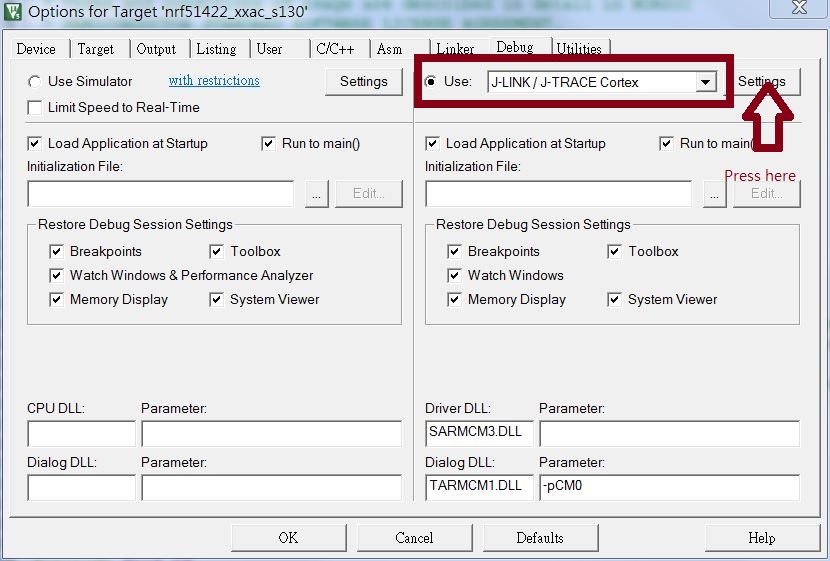 Options for Target 'nrf51422_xxac_s130'
Device Target Output Listing User C/C++ Asm Linker Debug Utilities
Use Simulator with restrictions Settings
Use: J-LINK / J-TRACE Cortex Settings
Limit Speed to Real-Time
Load Application at Startup Run to main()
Load Application at Startup Run to main()
Press here
Initialization File:
Initialization File:
... Edit...
... Edit...
Restore Debug Session Settings
Breakpoints Toolbox
Watch Windows & Performance Analyzer
Memory Display System Viewer
Restore Debug Session Settings
Breakpoints Toolbox
Watch Windows
Memory Display System Viewer
CPU DLL: Parameter:
Driver DLL: Parameter:
SARMCM3.DLL
Dialog DLL: Parameter:
Dialog DLL: Parameter:
TARMCM1.DLL -pCM0
OK Cancel Defaults Help